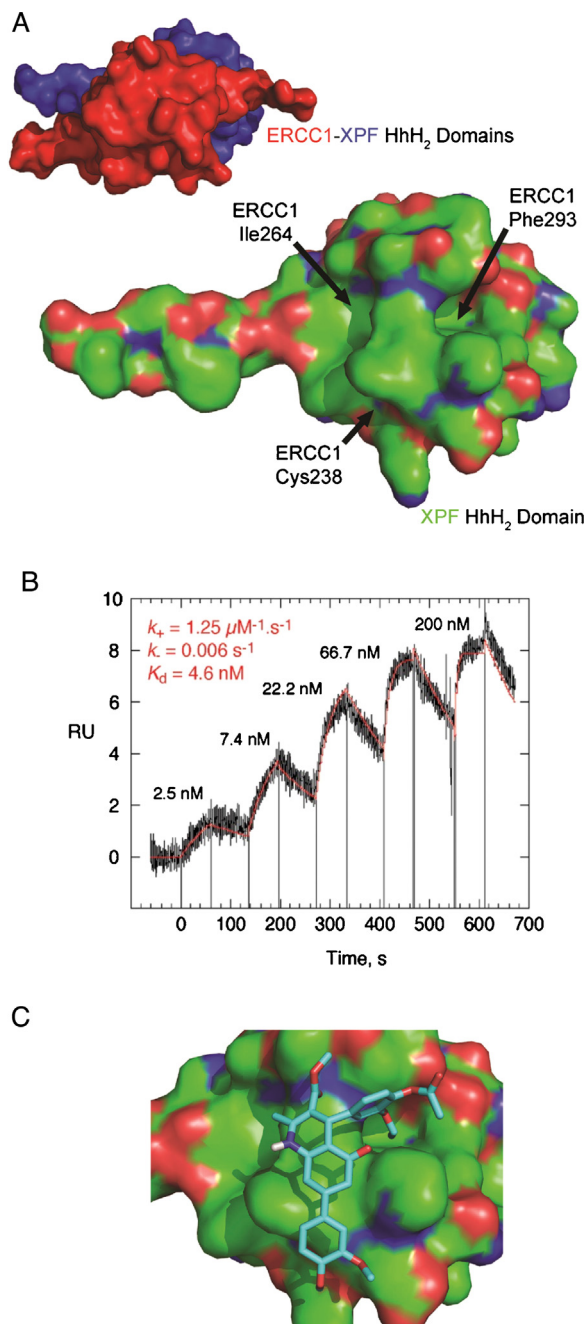 A
ERCC1-XPF HhH₂ Domains
ERCC1
Ile264
ERCC1
Phe293
ERCC1
Cys238
XPF HhH₂ Domain
B
k₊ = 1.25 µM⁻¹.s⁻¹
k₋ = 0.006 s⁻¹
K_d = 4.6 nM
2.5 nM
7.4 nM
22.2 nM
66.7 nM
200 nM
RU
10
8
6
4
2
0
0 100 200 300 400 500 600 700
Time, s
C